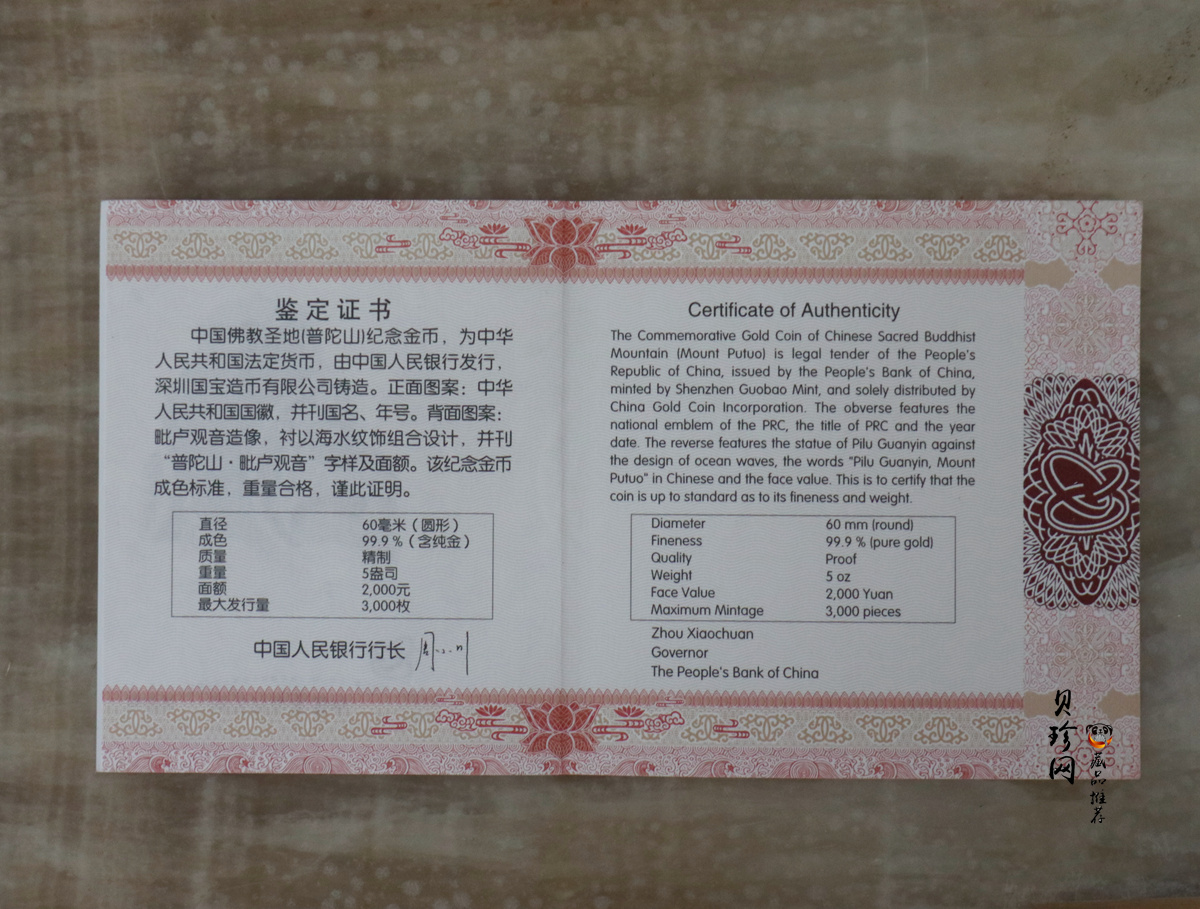 鉴定证书
中国佛教圣地(普陀山)纪念金币，为中华
人民共和国法定货币，由中国人民银行发行，
深圳国宝造币有限公司铸造。正面图案：中华
人民共和国国徽，并刊国名、年号。背面图案：
毗卢观音造像，衬以海水纹饰组合设计，并刊
“普陀山·毗卢观音”字样及面额。该纪念金币
成色标准，重量合格，谨此证明。
直径 60毫米（圆形）
成色 99.9％（含纯金）
质量 精制
重量 5盎司
面额 2,000元
最大发行量 3,000枚
中国人民银行行长
Certificate of Authenticity
The Commemorative Gold Coin of Chinese Sacred Buddhist
Mountain (Mount Putuo) is legal tender of the People's
Republic of China, issued by the People's Bank of China,
minted by Shenzhen Guobao Mint, and solely distributed by
China Gold Coin Incorporation. The obverse features the
national emblem of the PRC, the title of PRC and the year
date. The reverse features the statue of Pilu Guanyin against
the design of ocean waves, the words "Pilu Guanyin, Mount
Putuo" in Chinese and the face value. This is to certify that the
coin is up to standard as to its fineness and weight.
Diameter 60 mm (round)
Fineness 99.9 % (pure gold)
Quality Proof
Weight 5 oz
Face Value 2,000 Yuan
Maximum Mintage 3,000 pieces
Zhou Xiaochuan
Governor
The People's Bank of China
贝珍网
藏品推荐